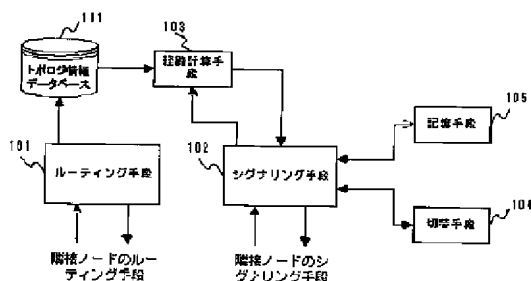 111
トポロジ情報
データベース
103
経路計算手
段
101
ルーティング手段
102
シグナリング手段
記憶手段
105
切替手段
104
隣接ノードのルー
ティング手段
隣接ノードのシ
グナリング手段